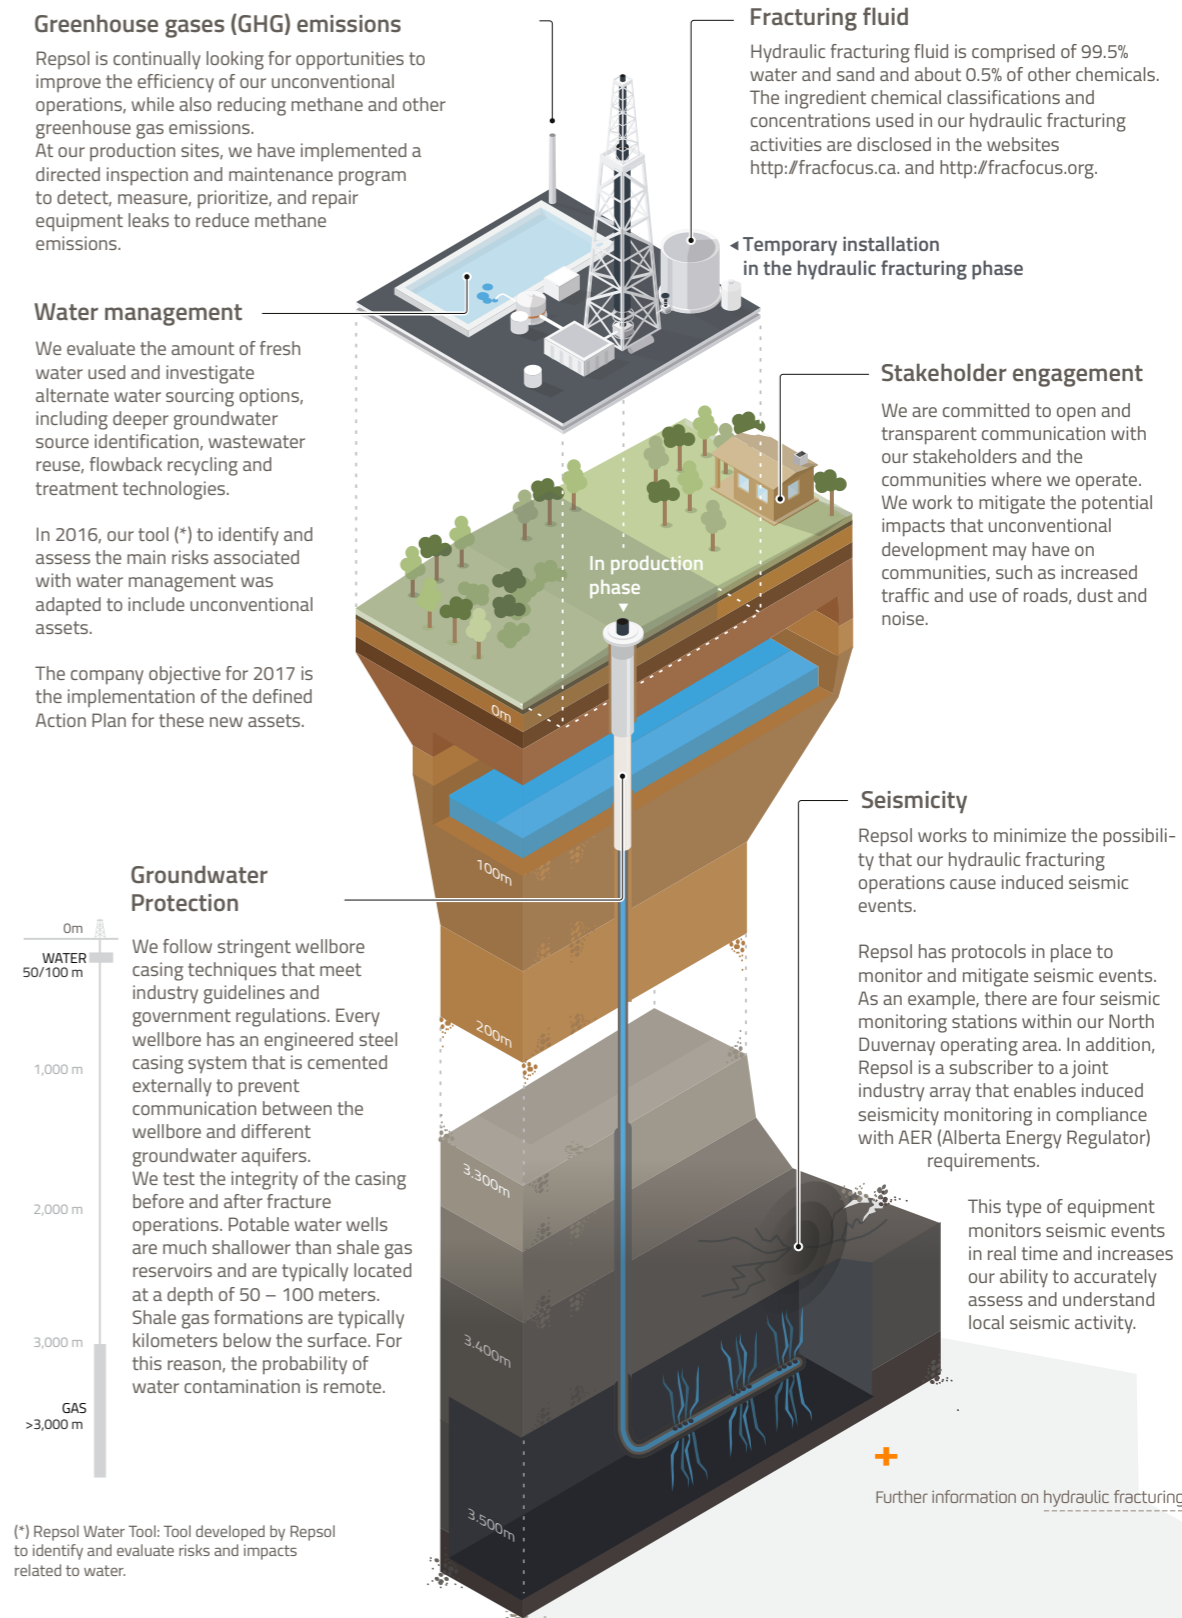 Greenhouse gases (GHG) emissions
Repsol is continually looking for opportunities to
improve the efficiency of our unconventional
operations, while also reducing methane and other
greenhouse gas emissions.
At our production sites, we have implemented a
directed inspection and maintenance program
to detect, measure, prioritize, and repair
equipment leaks to reduce methane
emissions.
Fracturing fluid
Hydraulic fracturing fluid is comprised of 99.5%
water and sand and about 0.5% of other chemicals.
The ingredient chemical classifications and
concentrations used in our hydraulic fracturing
activities are disclosed in the websites
http://fracfocus.ca. and http://fracfocus.org.
Temporary installation
in the hydraulic fracturing phase
Water management
We evaluate the amount of fresh
water used and investigate
alternate water sourcing options,
including deeper groundwater
source identification, wastewater
reuse, flowback recycling and
treatment technologies.
In 2016, our tool (*) to identify and
assess the main risks associated
with water management was
adapted to include unconventional
assets.
The company objective for 2017 is
the implementation of the defined
Action Plan for these new assets.
Stakeholder engagement
We are committed to open and
transparent communication with
our stakeholders and the
communities where we operate.
We work to mitigate the potential
impacts that unconventional
development may have on
communities, such as increased
traffic and use of roads, dust and
noise.
In production
phase
0m
100m
200m
3.300m
3.400m
3.500m
Groundwater
Protection
We follow stringent wellbore
casing techniques that meet
industry guidelines and
government regulations. Every
wellbore has an engineered steel
casing system that is cemented
externally to prevent
communication between the
wellbore and different
groundwater aquifers.
We test the integrity of the casing
before and after fracture
operations. Potable water wells
are much shallower than shale gas
reservoirs and are typically located
at a depth of 50 – 100 meters.
Shale gas formations are typically
kilometers below the surface. For
this reason, the probability of
water contamination is remote.
0m
WATER
50/100 m
1,000 m
2,000 m
3,000 m
GAS
>3,000 m
Seismicity
Repsol works to minimize the possibili-
ty that our hydraulic fracturing
operations cause induced seismic
events.
Repsol has protocols in place to
monitor and mitigate seismic events.
As an example, there are four seismic
monitoring stations within our North
Duvernay operating area. In addition,
Repsol is a subscriber to a joint
industry array that enables induced
seismicity monitoring in compliance
with AER (Alberta Energy Regulator)
requirements.
This type of equipment
monitors seismic events
in real time and increases
our ability to accurately
assess and understand
local seismic activity.
+
Further information on hydraulic fracturing
(*) Repsol Water Tool: Tool developed by Repsol
to identify and evaluate risks and impacts
related to water.